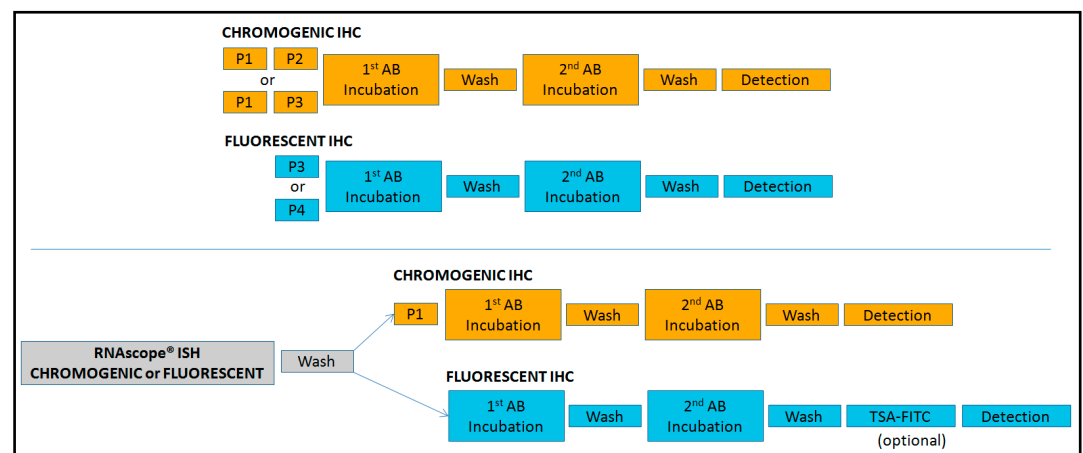 CHROMOGENIC IHC
P1 P2
or
P1 P3
1st AB
Incubation
Wash
2nd AB
Incubation
Wash
Detection
FLUORESCENT IHC
P3
or
P4
1st AB
Incubation
Wash
2nd AB
Incubation
Wash
Detection
RNAscope® ISH
CHROMOGENIC or FLUORESCENT
Wash
CHROMOGENIC IHC
P1
1st AB
Incubation
Wash
2nd AB
Incubation
Wash
Detection
FLUORESCENT IHC
1st AB
Incubation
Wash
2nd AB
Incubation
Wash
TSA-FITC
(optional)
Detection